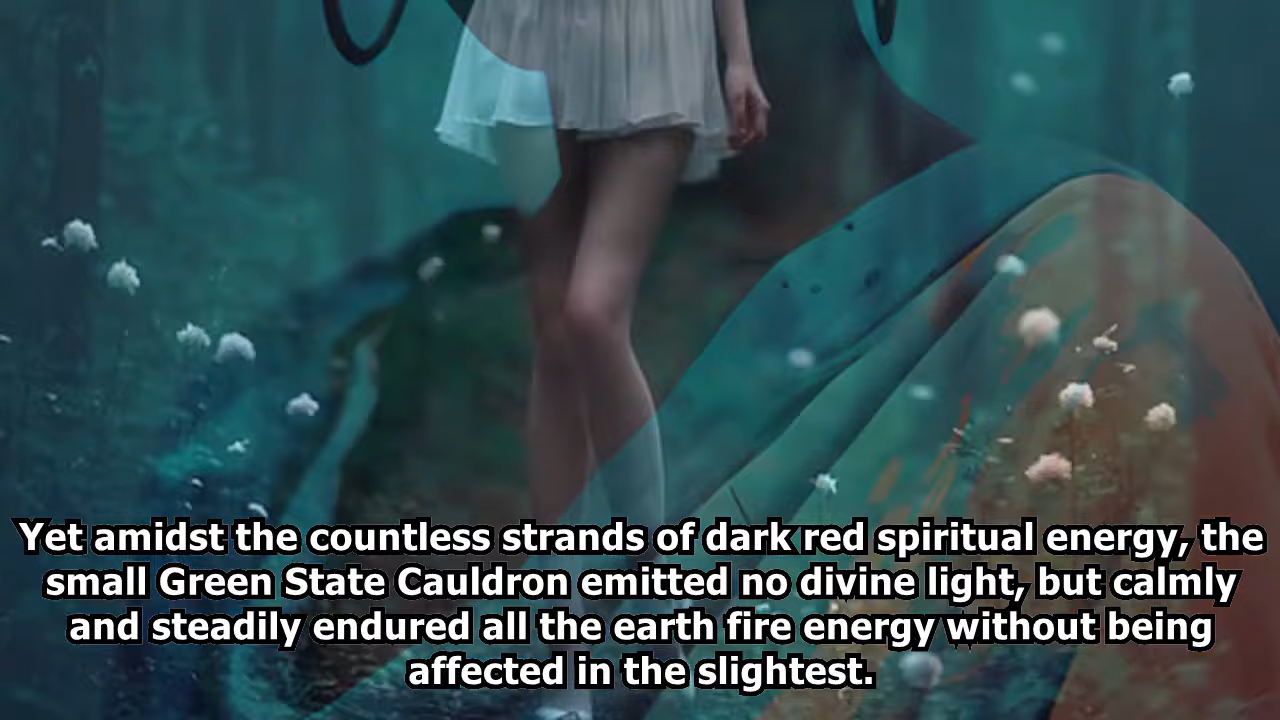 Yet amidst the countless strands of dark red spiritual energy, the
small Green State Cauldron emitted no divine light, but calmly
and steadily endured all the earth fire energy without being
affected in the slightest.